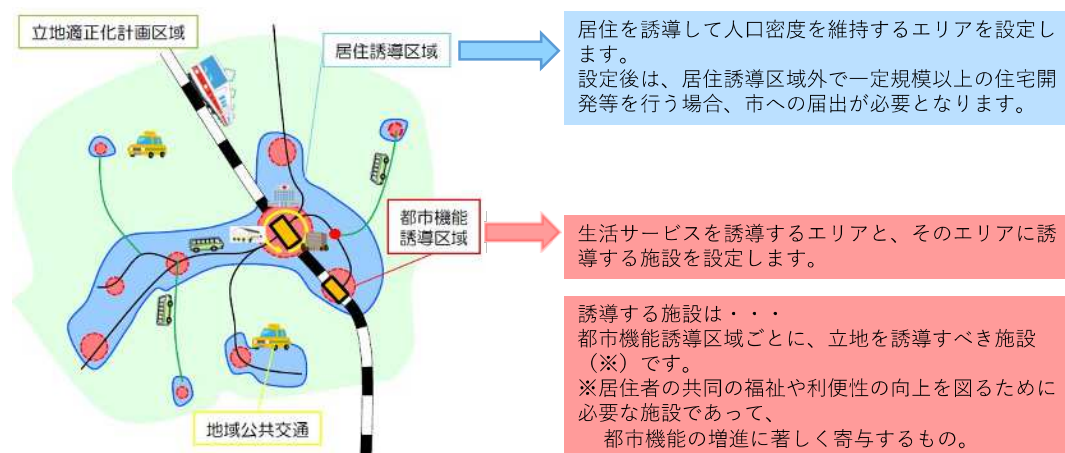 立地適正化計画区域
居住誘導区域
居住を誘導して人口密度を維持するエリアを設定し
ます。
設定後は、居住誘導区域外で一定規模以上の住宅開
発等を行う場合、市への届出が必要となります。
都市機能
誘導区域
生活サービスを誘導するエリアと、そのエリアに誘
導する施設を設定します。
誘導する施設は・・・
都市機能誘導区域ごとに、立地を誘導すべき施設
（※）です。
※居住者の共同の福祉や利便性の向上を図るために
必要な施設であって、
都市機能の増進に著しく寄与するもの。
地域公共交通